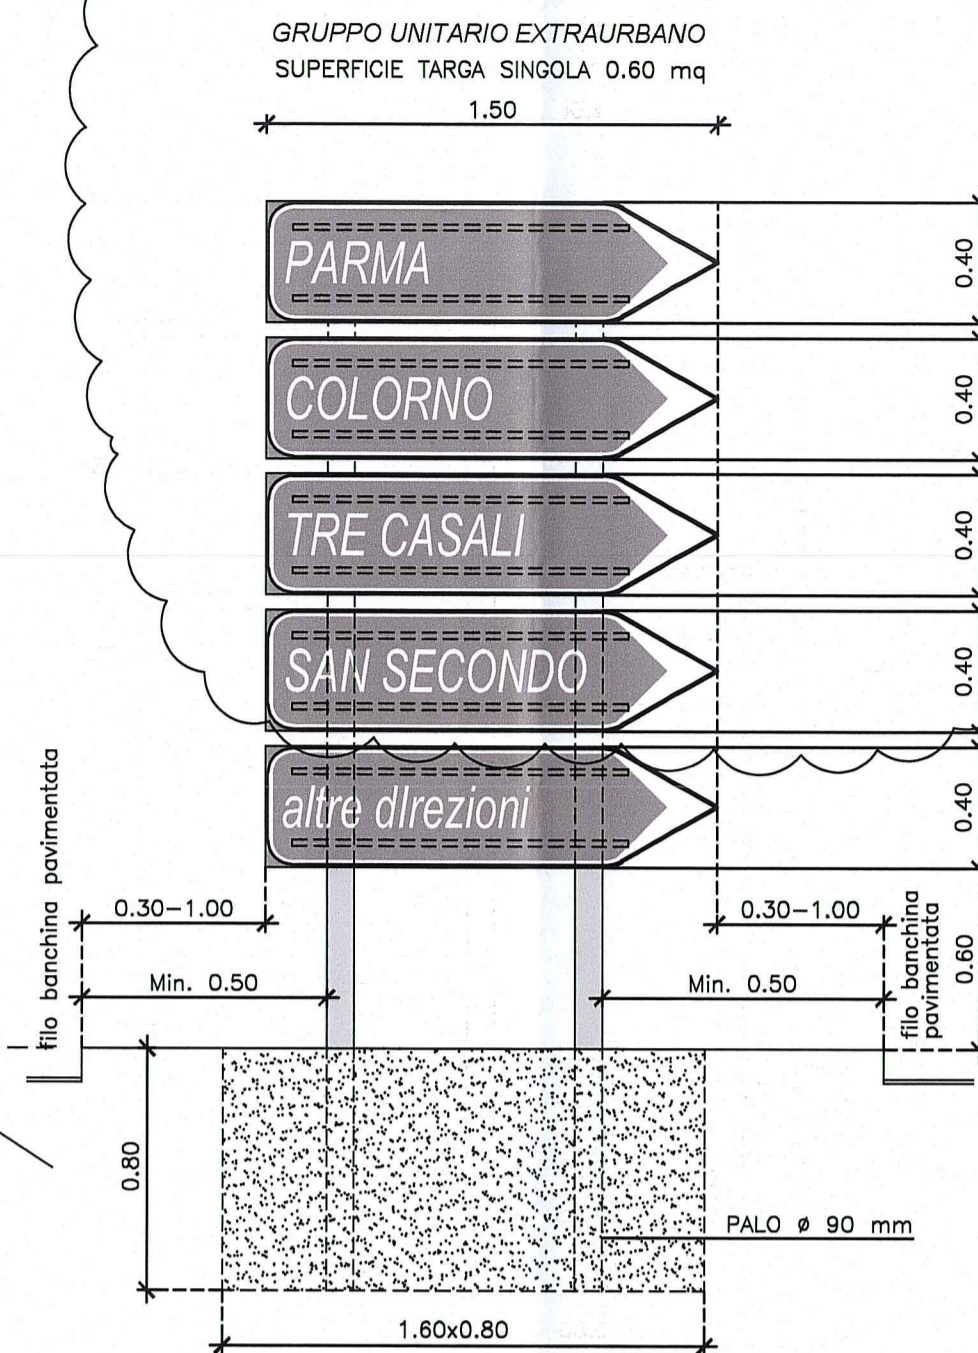 GRUPPO UNITARIO EXTRAURBANO
SUPERFICIE TARGA SINGOLA 0.60 mq
1.50
PARMA
0.40
COLORNO
0.40
TRE CASALI
0.40
SAN SECONDO
0.40
altre dIrezioni
0.40
filo banchina pavimentata
0.30-1.00
0.30-1.00
Min. 0.50
Min. 0.50
filo banchina
pavimentata
0.60
0.80
PALO ø 90 mm
1.60x0.80